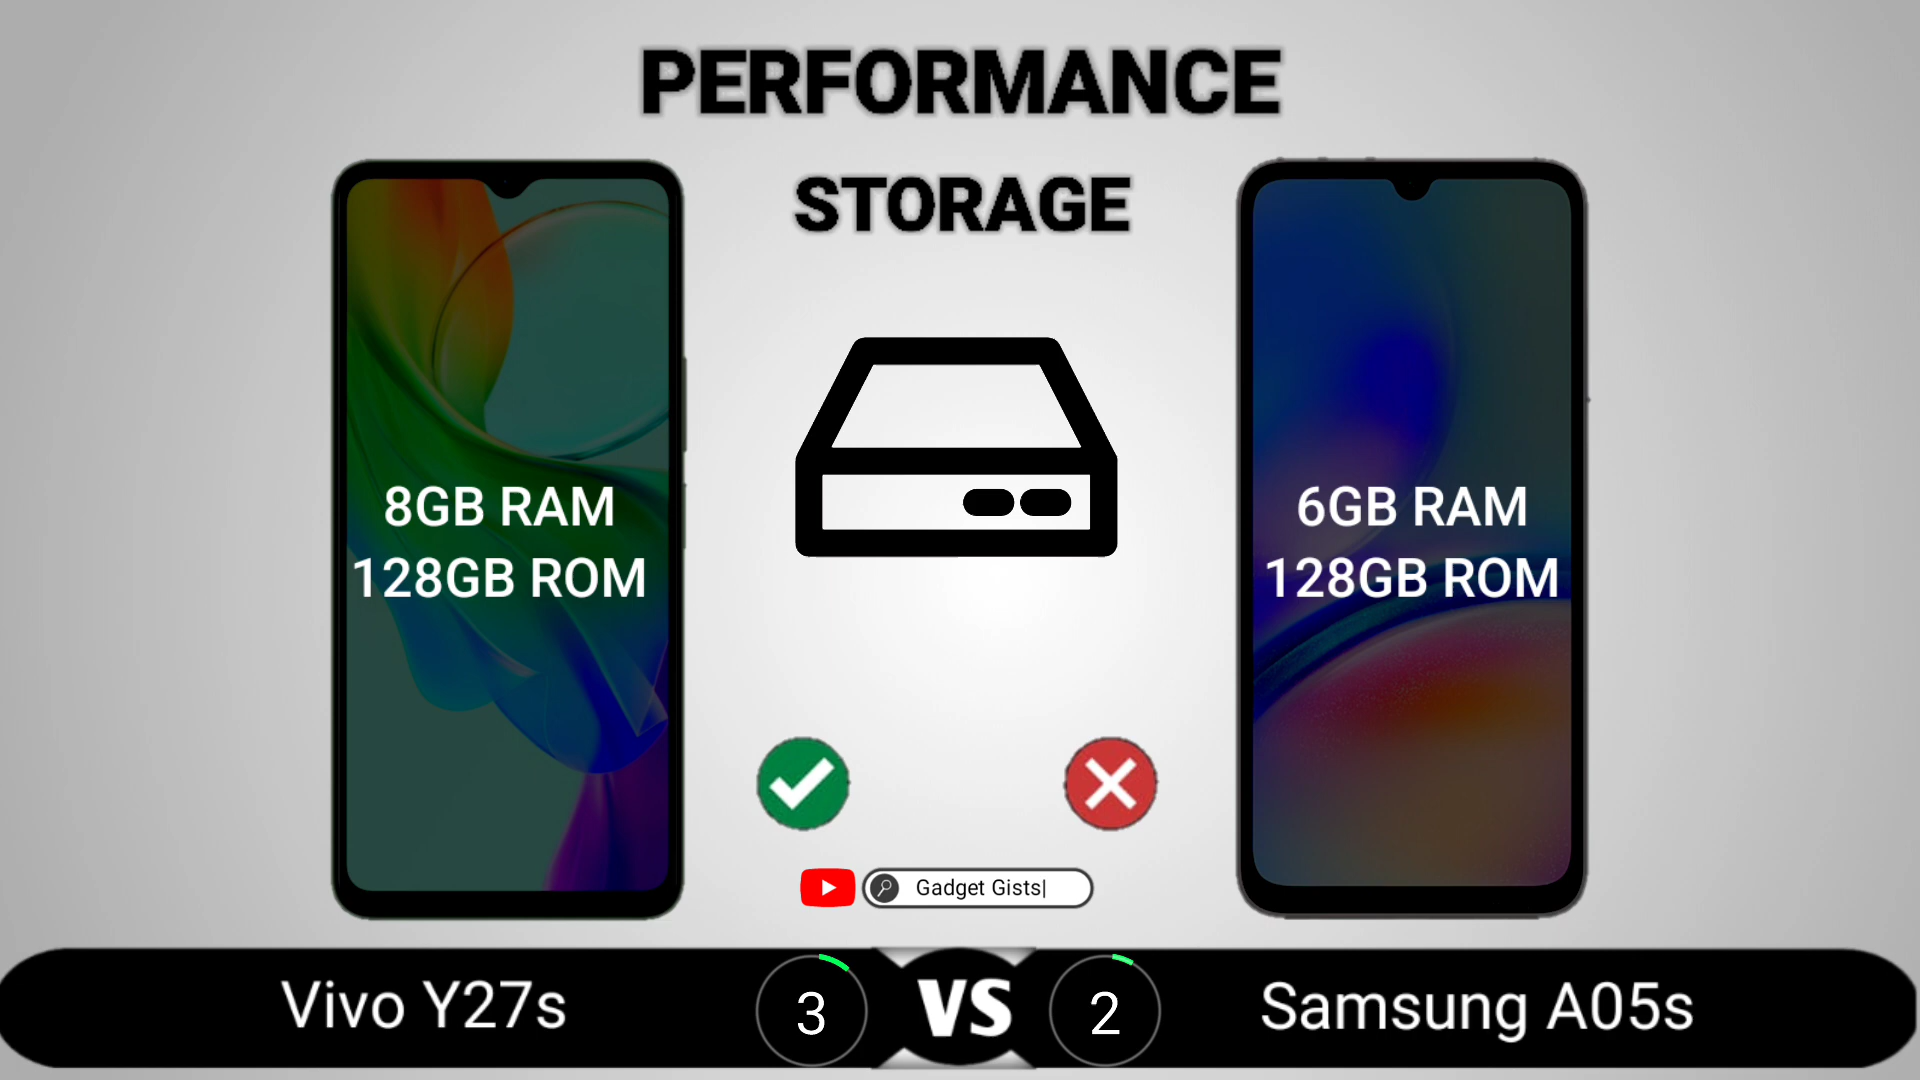 PERFORMANCE
STORAGE
8GB RAM
128GB ROM
6GB RAM
128GB ROM
Gadget Gists|
Vivo Y27s
3
VS
2
Samsung A05s